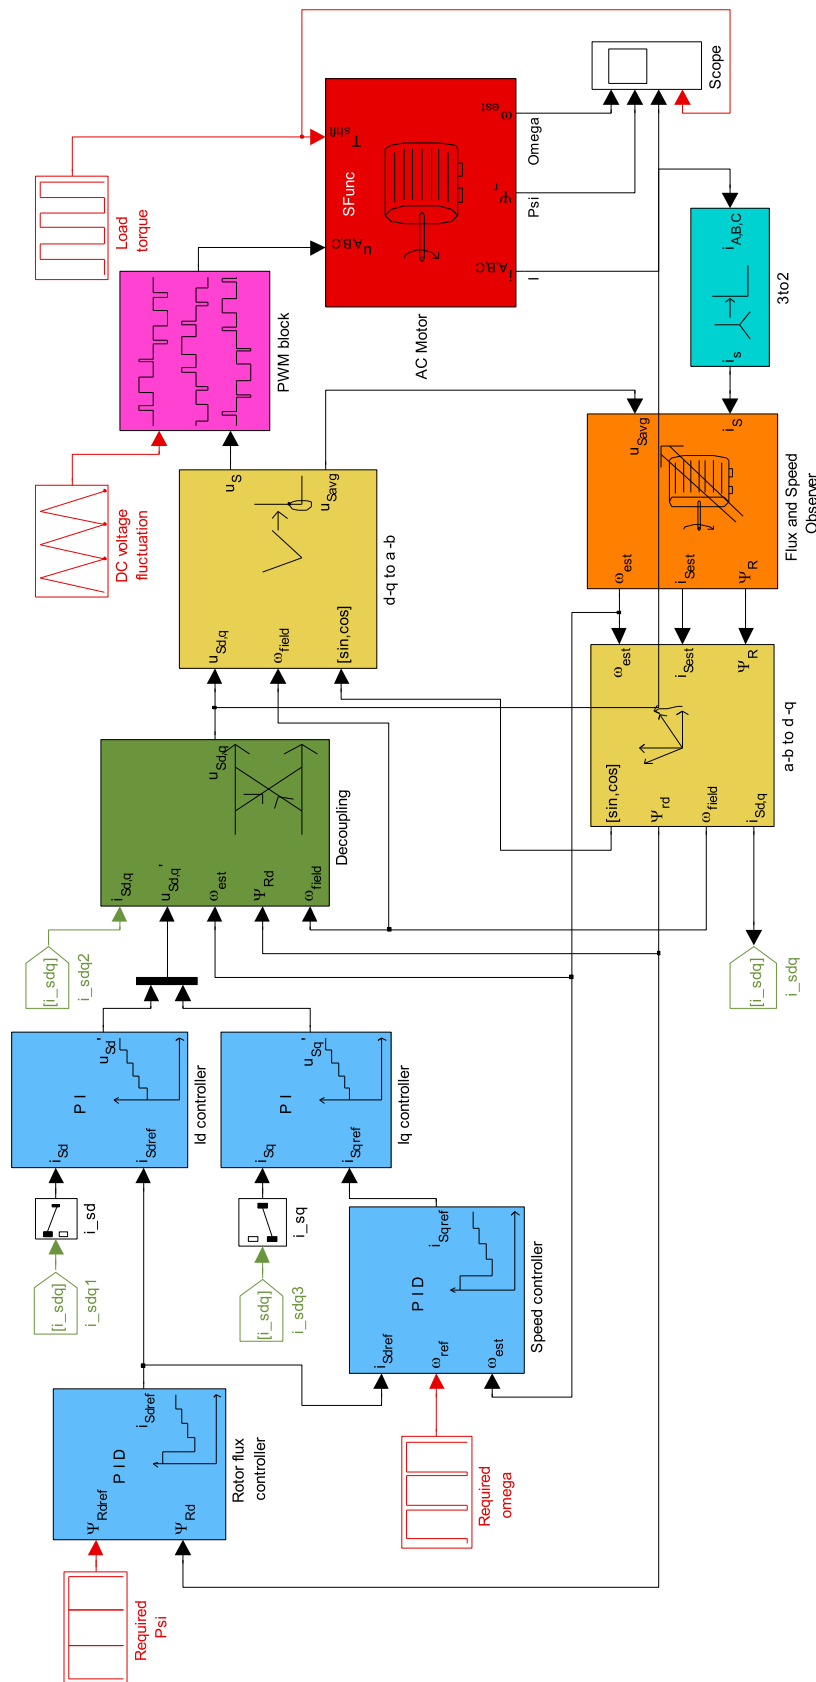 Required
Psi
Ψ_Rdref
Ψ_Rd
PID
i_Sdref
Rotor flux
controller
[i_sdq]
i_sdq1
i_sd
i_Sd
i_Sdref
PI
u_Sd'
Id controller
[i_sdq]
i_sdq3
i_sq
i_Sq
i_Sqref
PI
u_Sq'
Iq controller
Required
omega
i_Sdref
ω_ref
ω_est
PID
i_Sqref
Speed controller
[i_sdq]
i_sdq2
i_Sd,q
u_Sd,q'
ω_est
Ψ_Rd
ω_field
u_Sd,q
Decoupling
u_Sd,q
ω_field
[sin,cos]
u_S
u_Savg
d-q to a-b
DC voltage
fluctuation
PWM block
Load
torque
u_A,B,C
T_shft
SFunc
i_A,B,C
Ψ_r
ω_est
AC Motor
I
Psi
Omega
Scope
i_A,B,C
i_s
3to2
u_Savg
i_S
ω_est
i_Sest
Ψ_R
Flux and Speed
Observer
ω_est
i_Sest
Ψ_R
[sin,cos]
Ψ_rd
ω_field
i_Sd,q
a-b to d-q
[i_sdq]
i_sdq